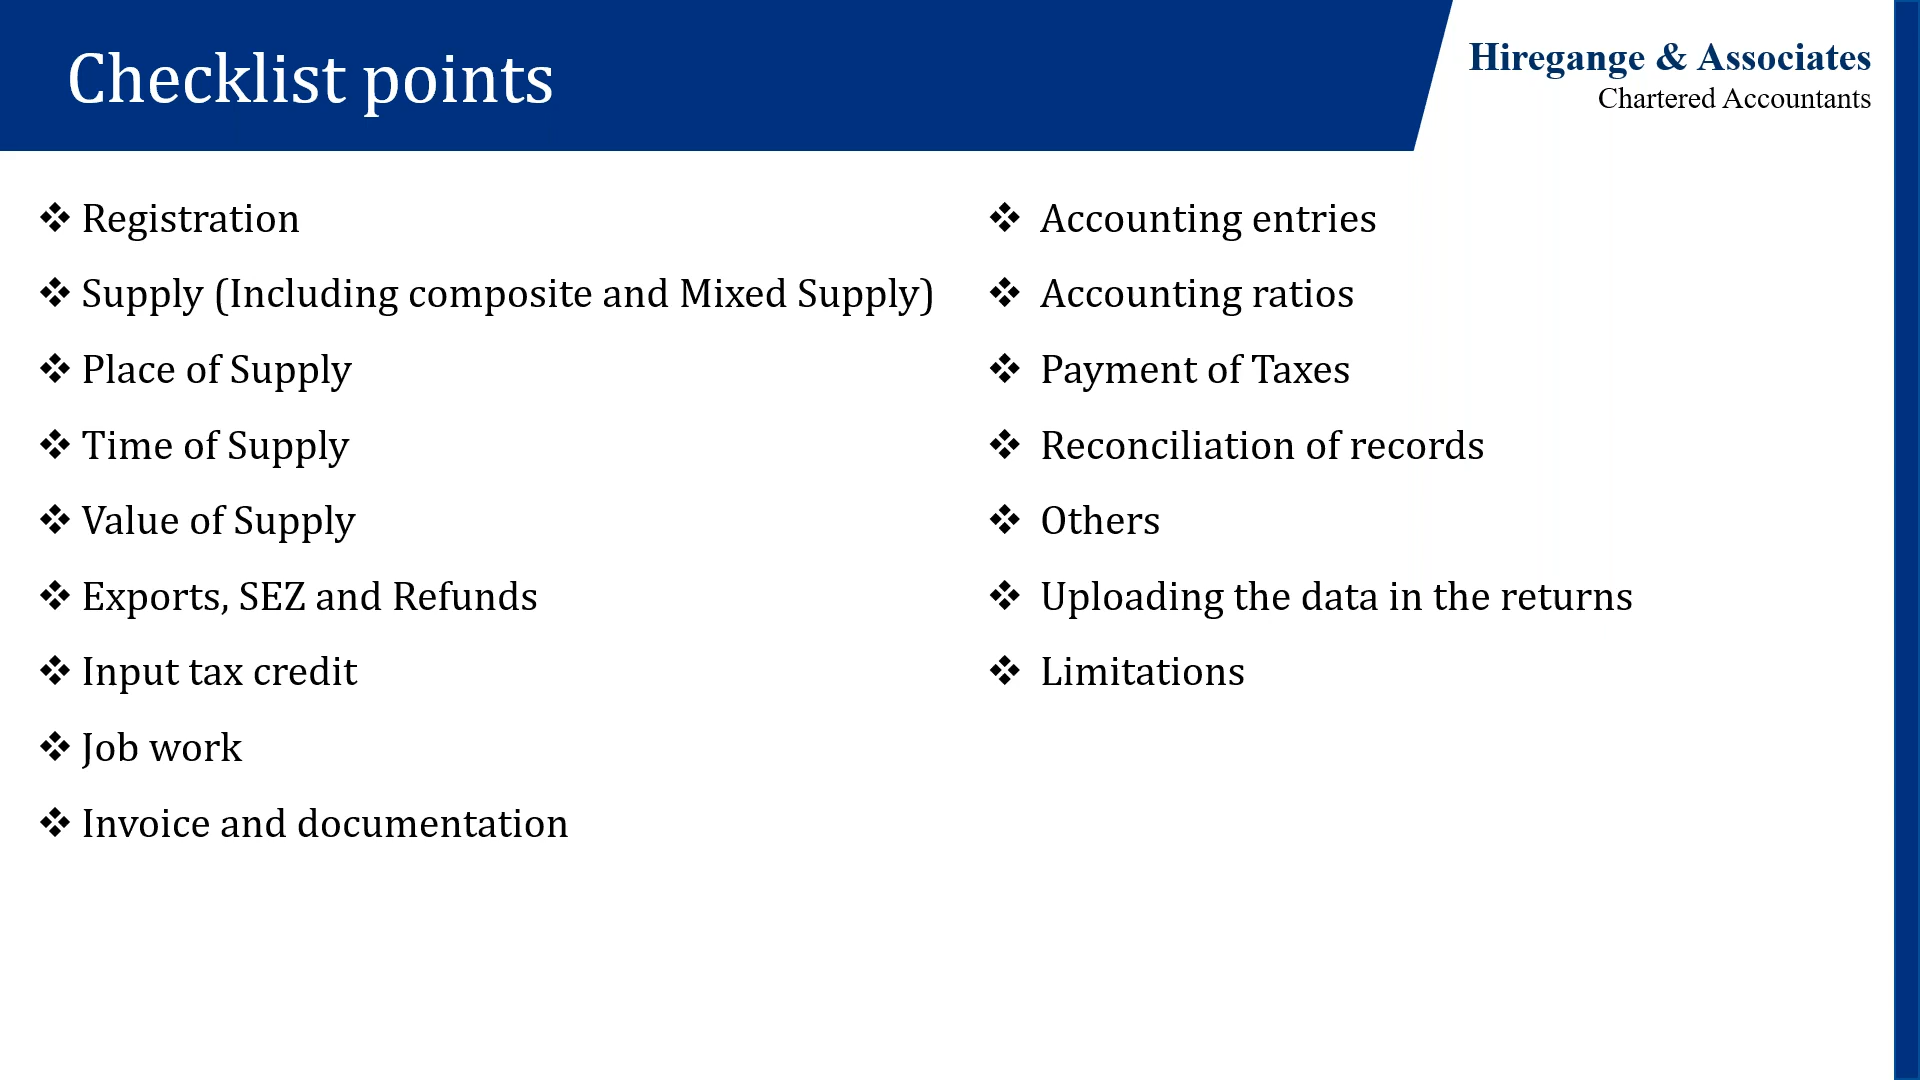 Checklist points
Hiregange & Associates
Chartered Accountants
❖ Registration
❖ Supply (Including composite and Mixed Supply)
❖ Place of Supply
❖ Time of Supply
❖ Value of Supply
❖ Exports, SEZ and Refunds
❖ Input tax credit
❖ Job work
❖ Invoice and documentation
❖ Accounting entries
❖ Accounting ratios
❖ Payment of Taxes
❖ Reconciliation of records
❖ Others
❖ Uploading the data in the returns
❖ Limitations